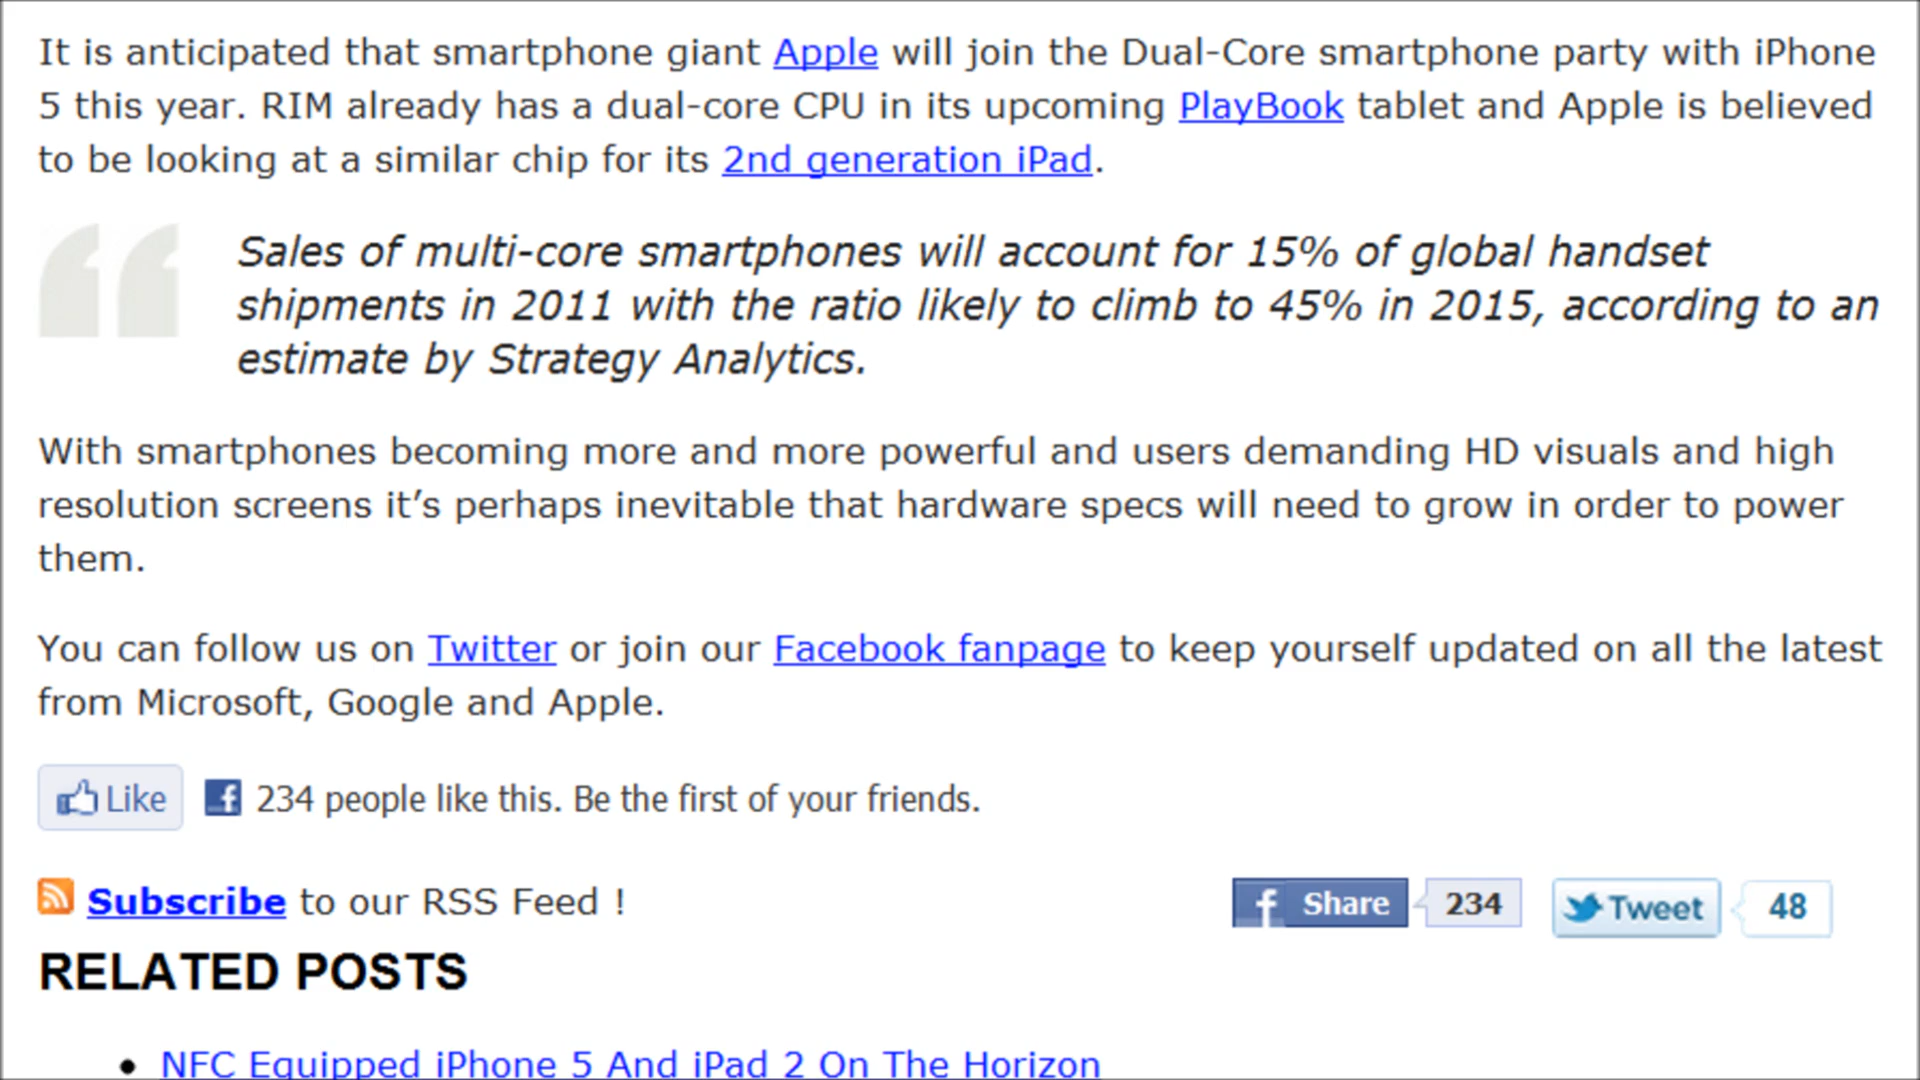 It is anticipated that smartphone giant Apple will join the Dual-Core smartphone party with iPhone
5 this year. RIM already has a dual-core CPU in its upcoming PlayBook tablet and Apple is believed
to be looking at a similar chip for its 2nd generation iPad.
Sales of multi-core smartphones will account for 15% of global handset
shipments in 2011 with the ratio likely to climb to 45% in 2015, according to an
estimate by Strategy Analytics.
With smartphones becoming more and more powerful and users demanding HD visuals and high
resolution screens it’s perhaps inevitable that hardware specs will need to grow in order to power
them.
You can follow us on Twitter or join our Facebook fanpage to keep yourself updated on all the latest
from Microsoft, Google and Apple.
Like 234 people like this. Be the first of your friends.
Subscribe to our RSS Feed ! Share 234 Tweet 48
RELATED POSTS
• NFC Equipped iPhone 5 And iPad 2 On The Horizon